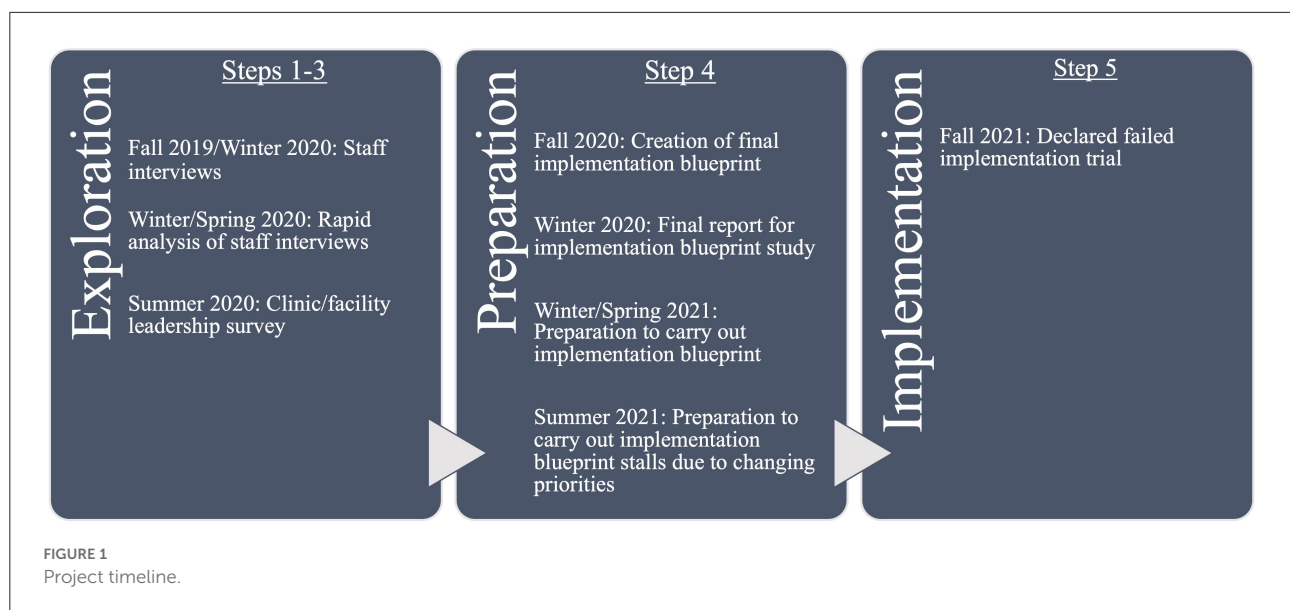 Exploration
Steps 1-3
Fall 2019/Winter 2020: Staff
interviews
Winter/Spring 2020: Rapid
analysis of staff interviews
Summer 2020: Clinic/facility
leadership survey
Preparation
Step 4
Fall 2020: Creation of final
implementation blueprint
Winter 2020: Final report for
implementation blueprint study
Winter/Spring 2021:
Preparation to carry out
implementation blueprint
Summer 2021: Preparation to
carry out implementation
blueprint stalls due to changing
priorities
Implementation
Step 5
Fall 2021: Declared failed
implementation trial
FIGURE 1
Project timeline.